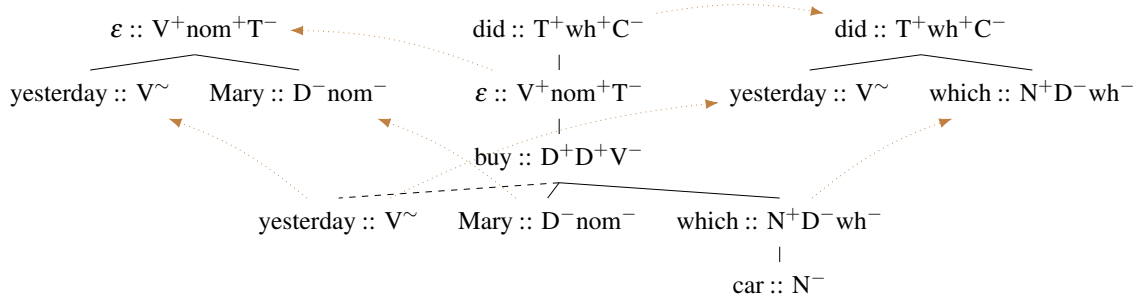 ε :: V⁺nom⁺T⁻ did :: T⁺wh⁺C⁻ did :: T⁺wh⁺C⁻
yesterday :: V~ Mary :: D⁻nom⁻ ε :: V⁺nom⁺T⁻ yesterday :: V~ which :: N⁺D⁻wh⁻
buy :: D⁺D⁺V⁻
yesterday :: V~ Mary :: D⁻nom⁻ which :: N⁺D⁻wh⁻
car :: N⁻